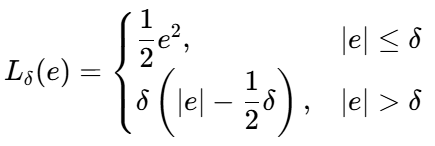 L_δ(e) = { 1/2 e², |e| ≤ δ
δ(|e| − 1/2 δ), |e| > δ